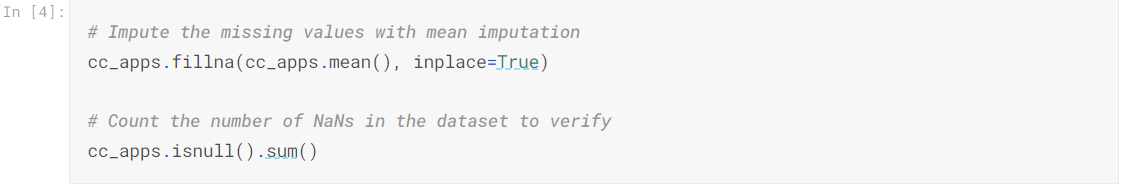 In [4]:
# Impute the missing values with mean imputation
cc_apps.fillna(cc_apps.mean(), inplace=True)
# Count the number of NaNs in the dataset to verify
cc_apps.isnull().sum()